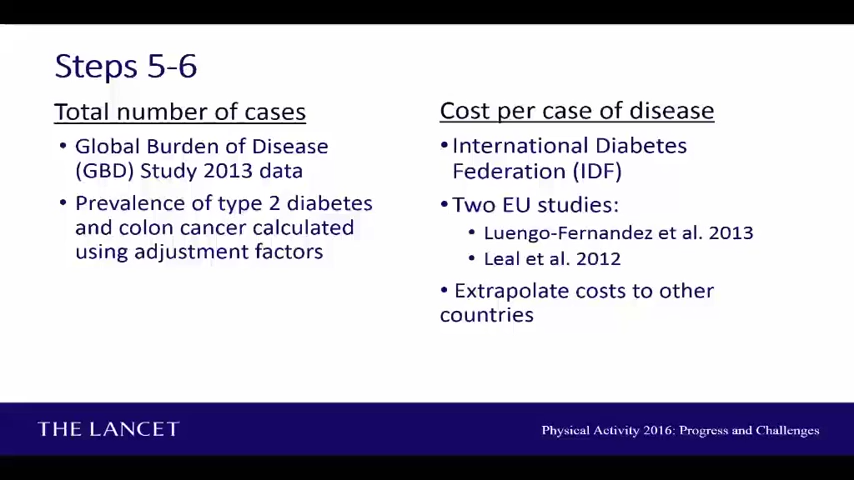 Steps 5-6
Total number of cases
• Global Burden of Disease
(GBD) Study 2013 data
• Prevalence of type 2 diabetes
and colon cancer calculated
using adjustment factors
Cost per case of disease
•International Diabetes
Federation (IDF)
•Two EU studies:
• Luengo-Fernandez et al. 2013
• Leal et al. 2012
• Extrapolate costs to other
countries
THE LANCET
Physical Activity 2016: Progress and Challenges